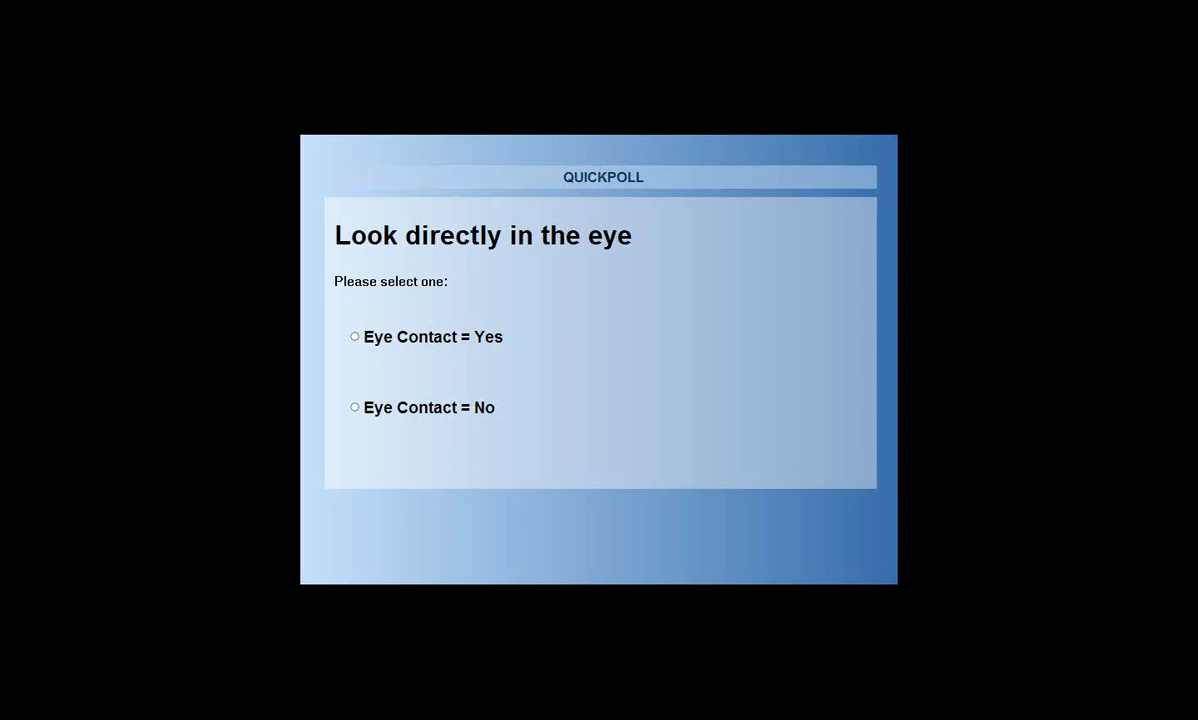 QUICKPOLL
Look directly in the eye
Please select one:
Eye Contact = Yes
Eye Contact = No